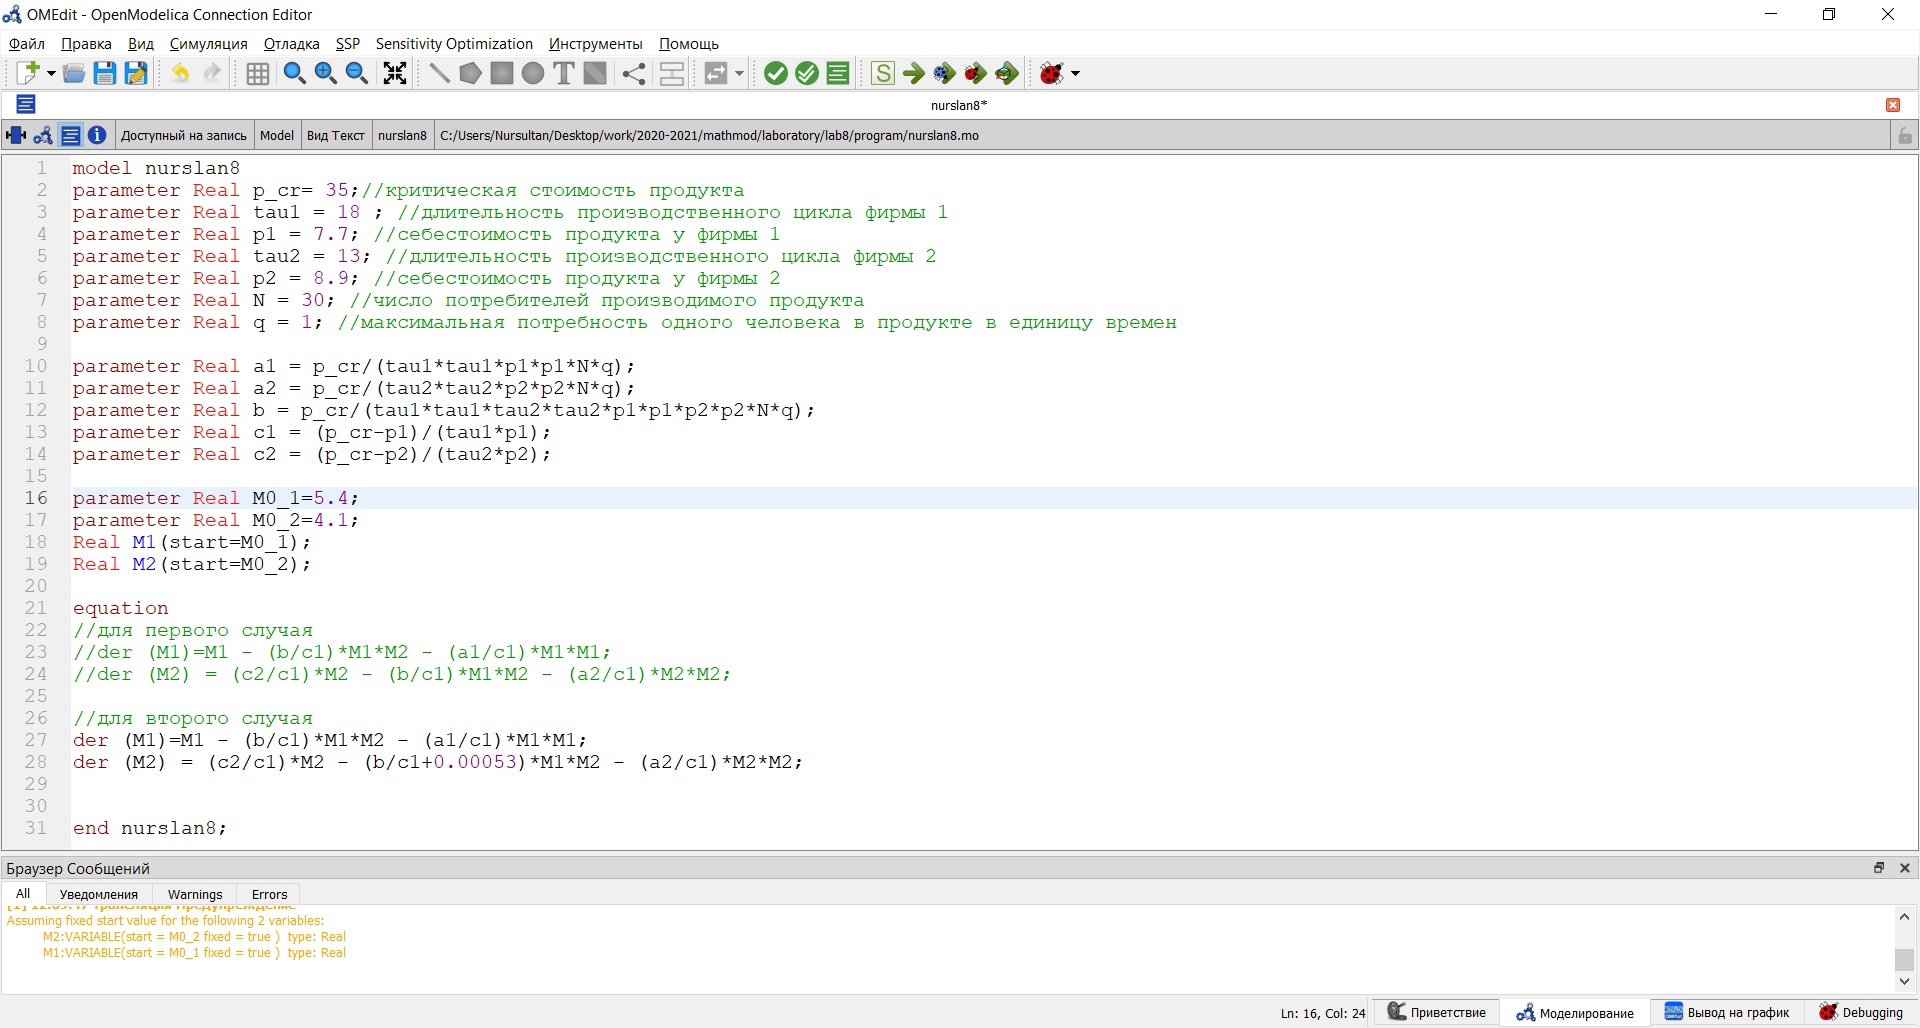 OMEdit - OpenModelica Connection Editor
Файл Правка Вид Симуляция Отладка SSP Sensitivity Optimization Инструменты Помощь
nurslan8*
Доступный на запись Model Вид Текст nurslan8 C:/Users/Nursultan/Desktop/work/2020-2021/mathmod/laboratory/lab8/program/nurslan8.mo
1 model nurslan8
2 parameter Real p_cr= 35;//критическая стоимость продукта
3 parameter Real tau1 = 18 ; //длительность производственного цикла фирмы 1
4 parameter Real p1 = 7.7; //себестоимость продукта у фирмы 1
5 parameter Real tau2 = 13; //длительность производственного цикла фирмы 2
6 parameter Real p2 = 8.9; //себестоимость продукта у фирмы 2
7 parameter Real N = 30; //число потребителей производимого продукта
8 parameter Real q = 1; //максимальная потребность одного человека в продукте в единицу времен
9
10 parameter Real a1 = p_cr/(tau1*tau1*p1*p1*N*q);
11 parameter Real a2 = p_cr/(tau2*tau2*p2*p2*N*q);
12 parameter Real b = p_cr/(tau1*tau1*tau2*tau2*p1*p1*p2*p2*N*q);
13 parameter Real c1 = (p_cr-p1)/(tau1*p1);
14 parameter Real c2 = (p_cr-p2)/(tau2*p2);
15
16 parameter Real M0_1=5.4;
17 parameter Real M0_2=4.1;
18 Real M1(start=M0_1);
19 Real M2(start=M0_2);
20
21 equation
22 //для первого случая
23 //der (M1)=M1 - (b/c1)*M1*M2 - (a1/c1)*M1*M1;
24 //der (M2) = (c2/c1)*M2 - (b/c1)*M1*M2 - (a2/c1)*M2*M2;
25
26 //для второго случая
27 der (M1)=M1 - (b/c1)*M1*M2 - (a1/c1)*M1*M1;
28 der (M2) = (c2/c1)*M2 - (b/c1+0.00053)*M1*M2 - (a2/c1)*M2*M2;
29
30
31 end nurslan8;
Браузер Сообщений
All Уведомления Warnings Errors
Assuming fixed start value for the following 2 variables:
M2:VARIABLE(start = M0_2 fixed = true ) type: Real
M1:VARIABLE(start = M0_1 fixed = true ) type: Real
Ln: 16, Col: 24 Приветствие Моделирование Вывод на график Debugging